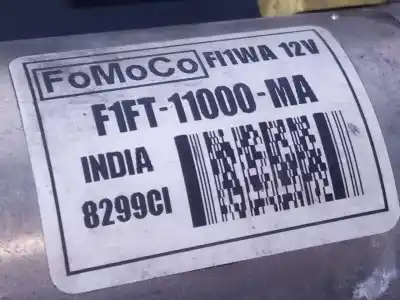 FoMoCo FI1WA 12V
F1FT-11000-MA
INDIA
8299CI